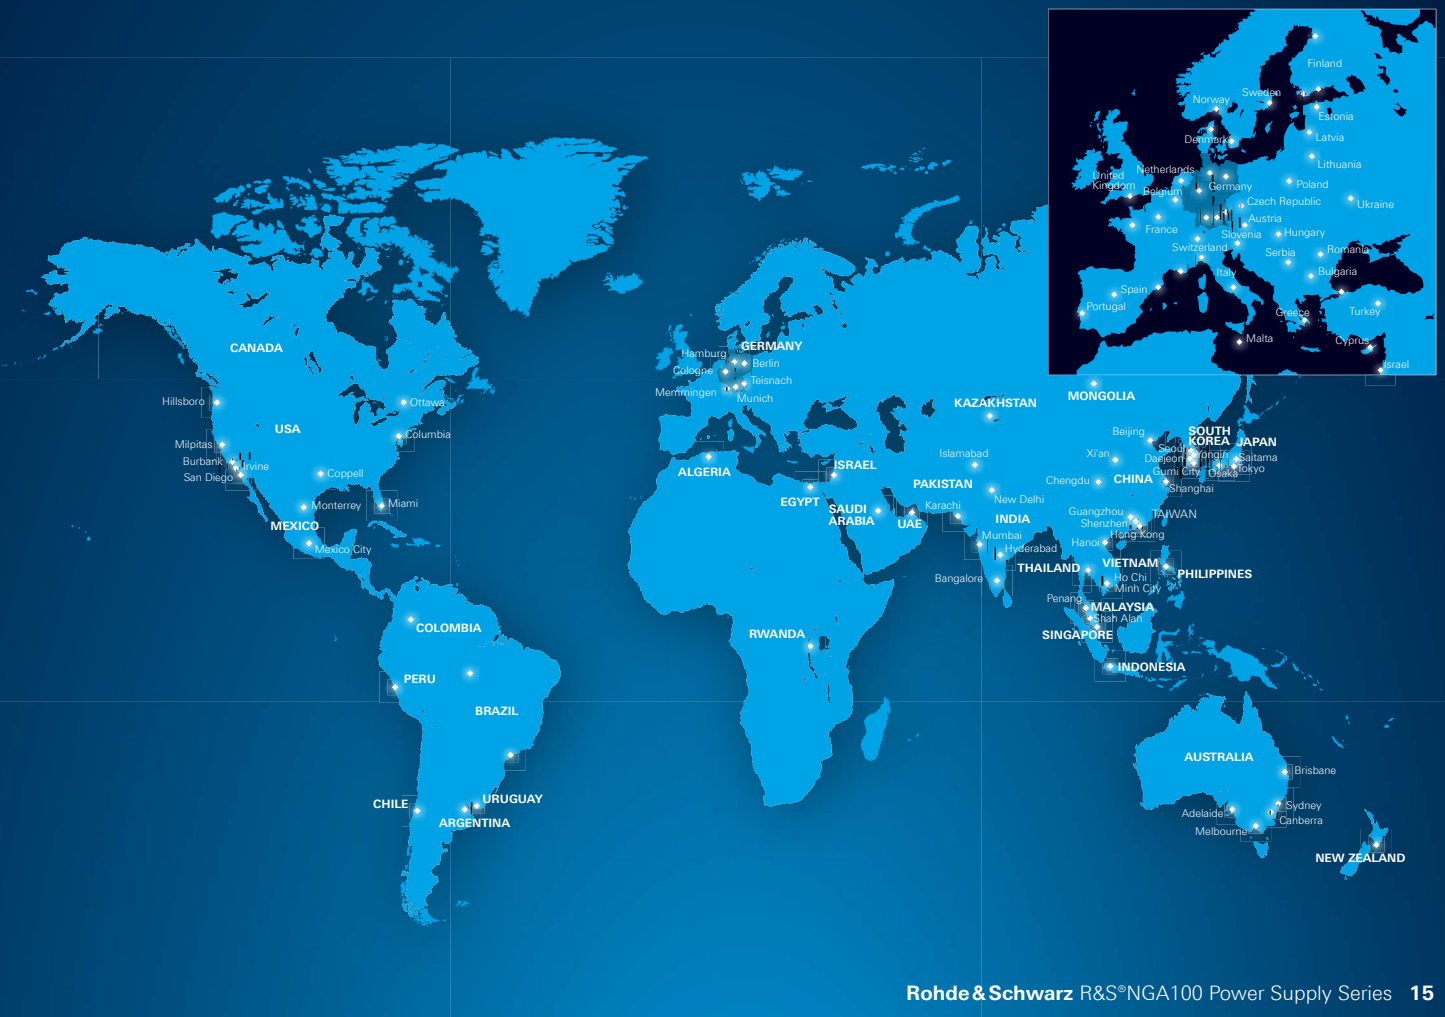 Finland
Sweden
Norway
Estonia
Denmark
Latvia
Lithuania
Netherlands
United
Kingdom
Belgium
Germany
Poland
Czech Republic
Ukraine
Austria
France
Slovenia
Hungary
Switzerland
Serbia
Romania
Italy
Bulgaria
Spain
Portugal
Greece
Turkey
Malta
Cyprus
Israel
CANADA
Hillsboro
Ottawa
USA
Milpitas
Columbia
Burbank
Irvine
San Diego
Coppell
Monterrey
Miami
MEXICO
Mexico City
COLOMBIA
PERU
BRAZIL
CHILE
URUGUAY
ARGENTINA
GERMANY
Hamburg
Berlin
Cologne
Teisnach
Memmingen
Munich
ALGERIA
ISRAEL
EGYPT
SAUDI
ARABIA
UAE
RWANDA
KAZAKHSTAN
MONGOLIA
Islamabad
PAKISTAN
New Delhi
Karachi
INDIA
Mumbai
Hyderabad
Bangalore
Beijing
SOUTH
KOREA
JAPAN
Seoul
Yongin
Daejeon
Saitama
Gumi City
Osaka
Tokyo
Xi'an
Chengdu
CHINA
Shanghai
Guangzhou
TAIWAN
Shenzhen
Hong Kong
Hanoi
THAILAND
VIETNAM
PHILIPPINES
Ho Chi
Minh City
Penang
MALAYSIA
Shah Alan
SINGAPORE
INDONESIA
AUSTRALIA
Brisbane
Sydney
Adelaide
Canberra
Melbourne
NEW ZEALAND
Rohde & Schwarz R&S®NGA100 Power Supply Series 15